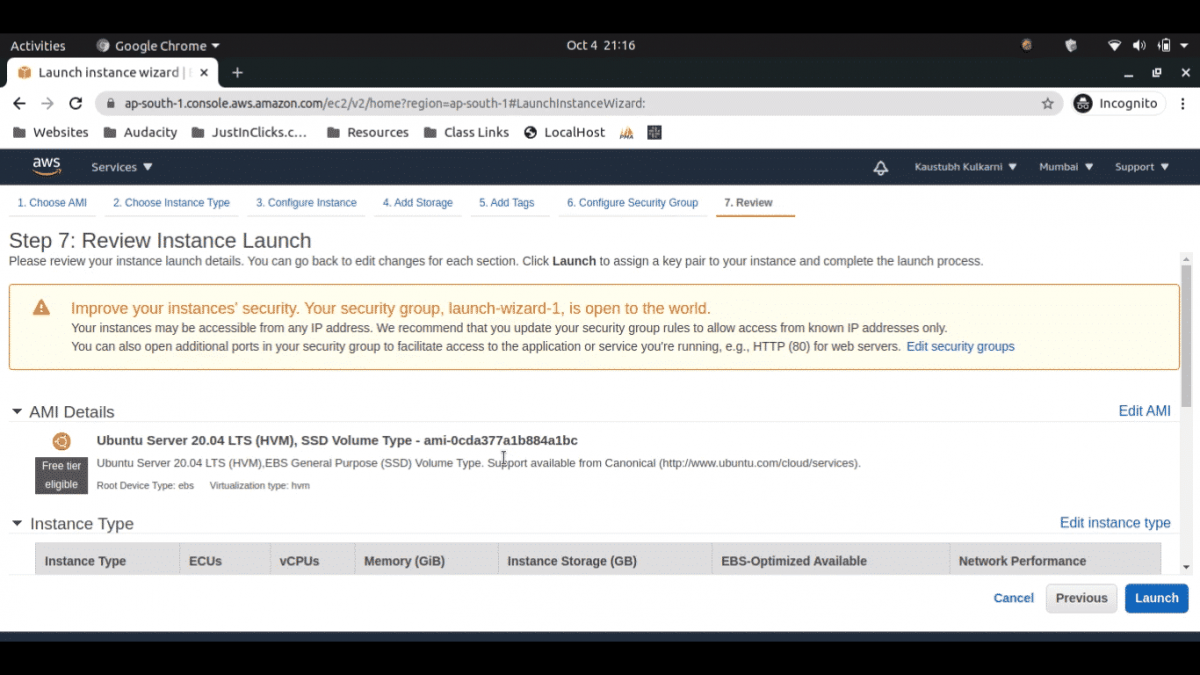 Activities Google Chrome Oct 4 21:16
Launch instance wizard |
ap-south-1.console.aws.amazon.com/ec2/v2/home?region=ap-south-1#LaunchInstanceWizard: Incognito
Websites Audacity JustInClicks.c... Resources Class Links LocalHost
aws Services Kaustubh Kulkarni Mumbai Support
1. Choose AMI 2. Choose Instance Type 3. Configure Instance 4. Add Storage 5. Add Tags 6. Configure Security Group 7. Review
Step 7: Review Instance Launch
Please review your instance launch details. You can go back to edit changes for each section. Click Launch to assign a key pair to your instance and complete the launch process.
Improve your instances' security. Your security group, launch-wizard-1, is open to the world.
Your instances may be accessible from any IP address. We recommend that you update your security group rules to allow access from known IP addresses only.
You can also open additional ports in your security group to facilitate access to the application or service you're running, e.g., HTTP (80) for web servers. Edit security groups
AMI Details Edit AMI
Ubuntu Server 20.04 LTS (HVM), SSD Volume Type - ami-0cda377a1b884a1bc
Free tier eligible
Ubuntu Server 20.04 LTS (HVM),EBS General Purpose (SSD) Volume Type. Support available from Canonical (http://www.ubuntu.com/cloud/services).
Root Device Type: ebs Virtualization type: hvm
Instance Type Edit instance type
Instance Type ECUs vCPUs Memory (GiB) Instance Storage (GB) EBS-Optimized Available Network Performance
Cancel Previous Launch